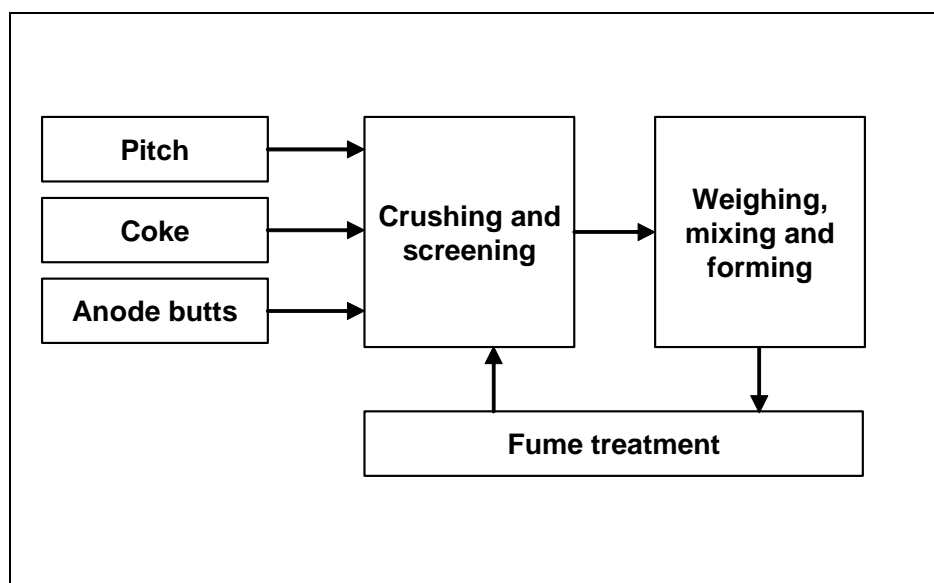 Pitch
Coke
Anode butts
Crushing and
screening
Weighing,
mixing and
forming
Fume treatment